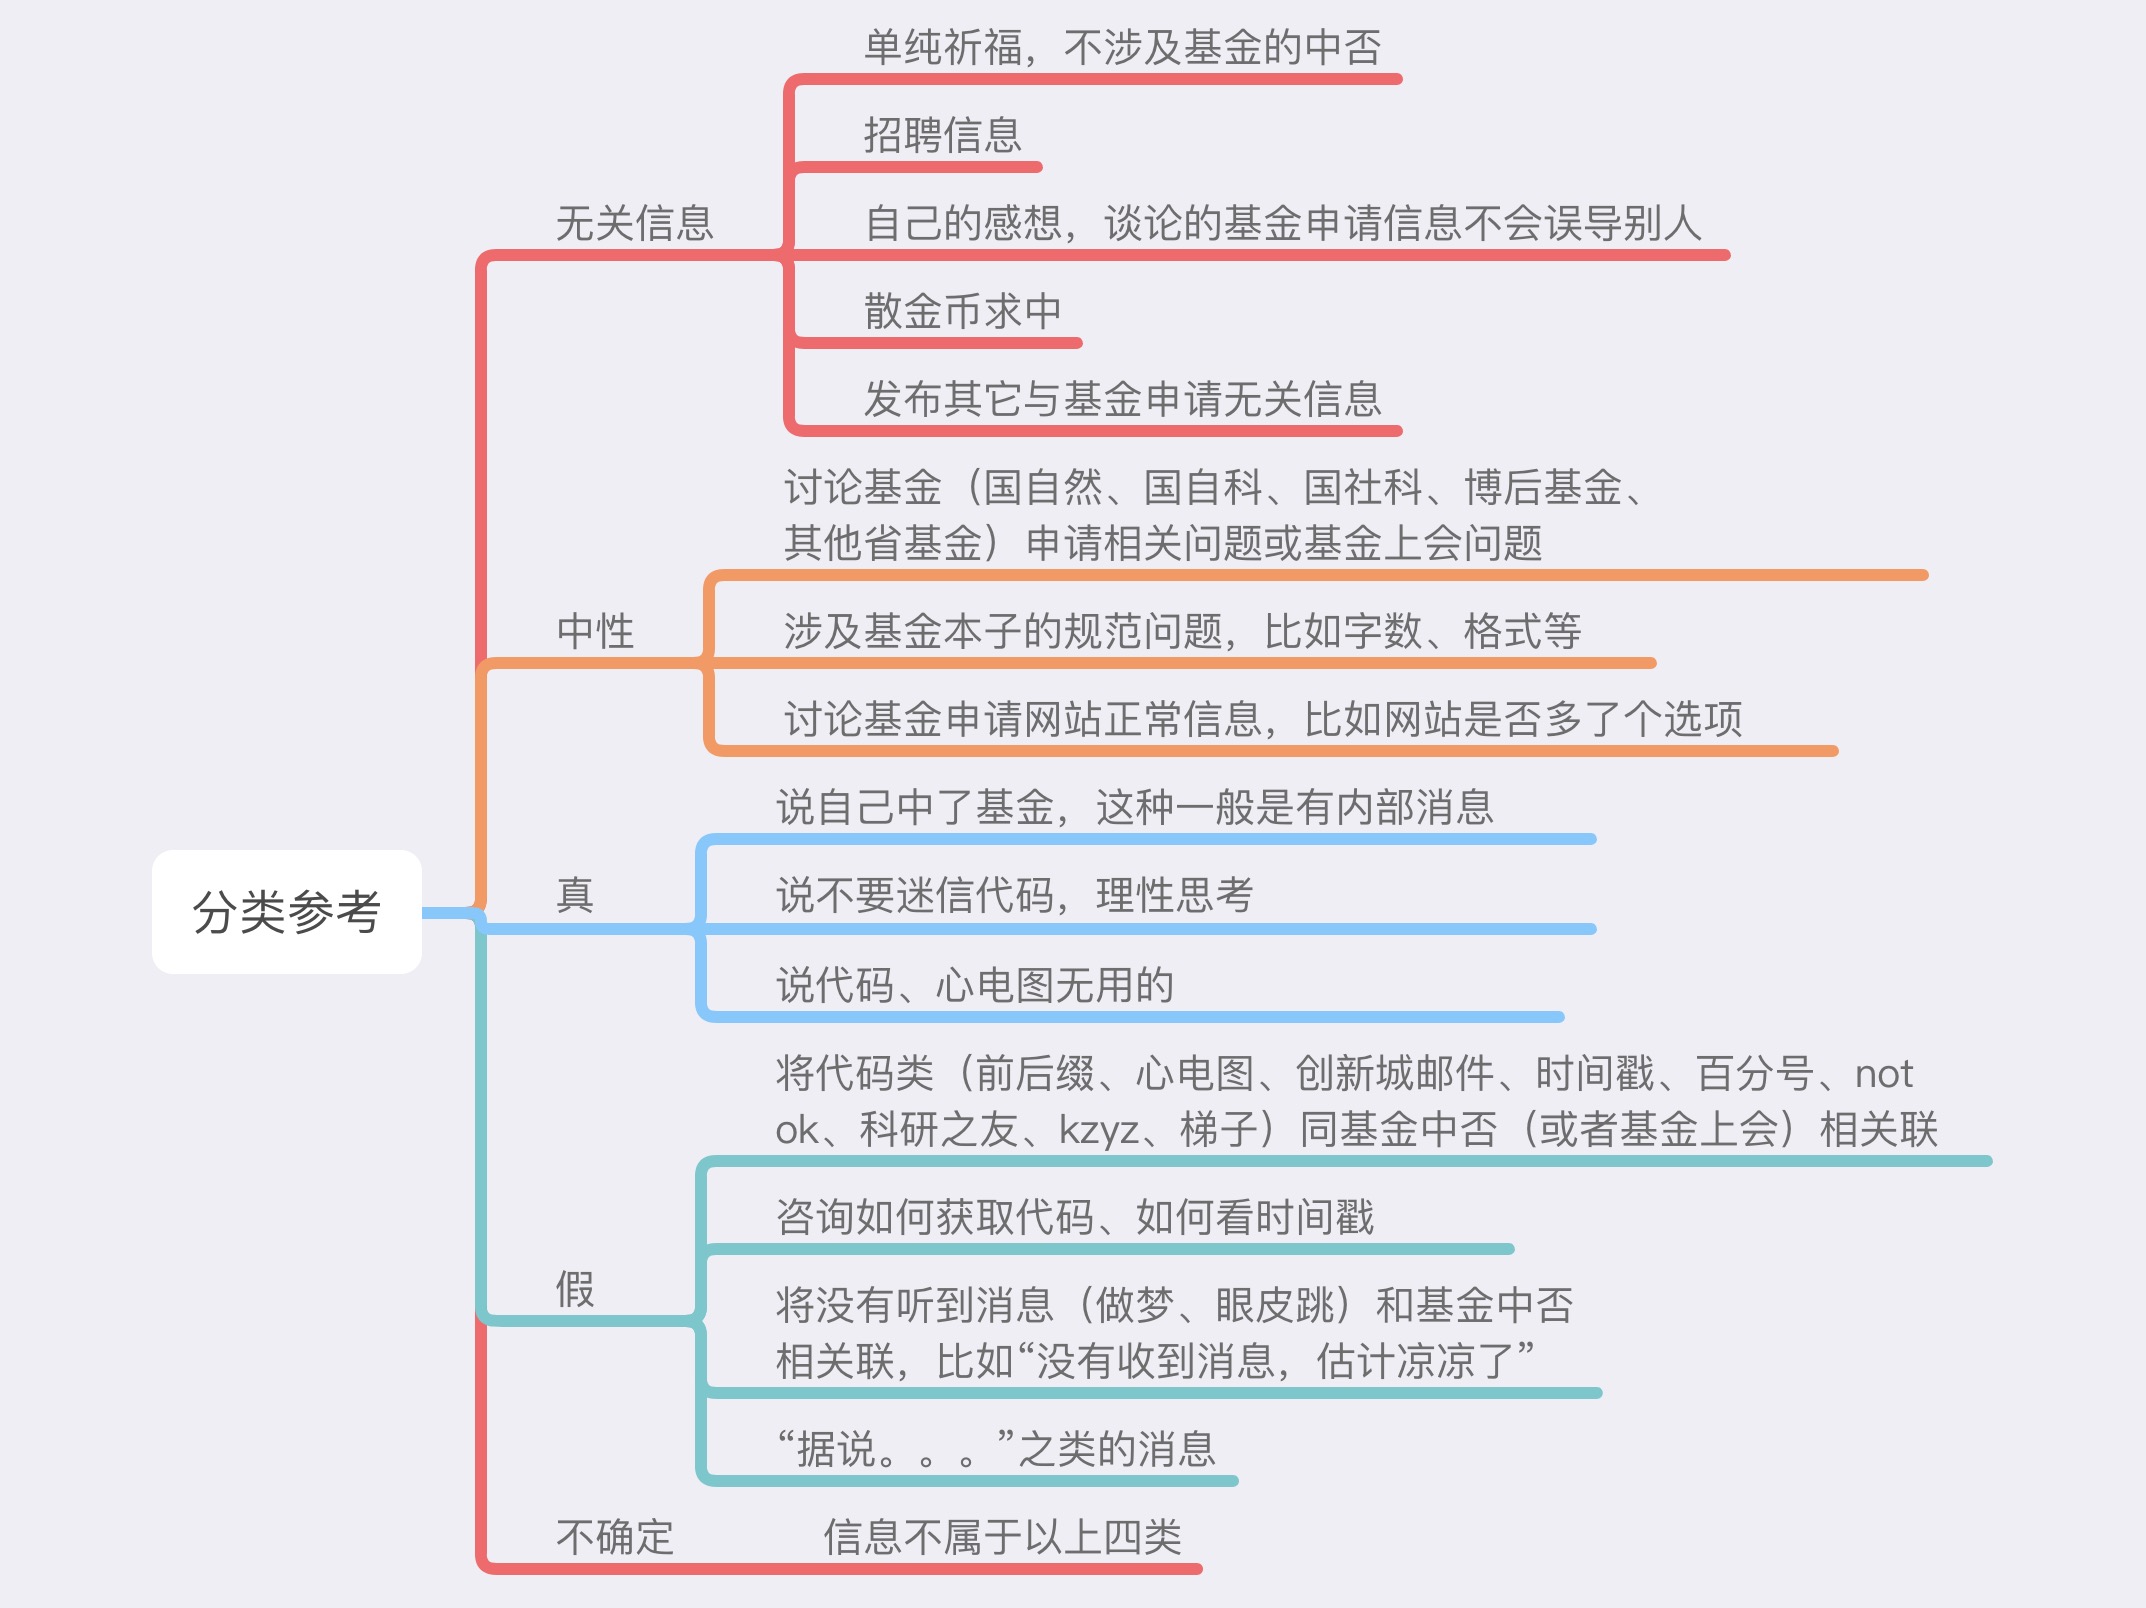 单纯祈福，不涉及基金的中否
招聘信息
无关信息
自己的感想，谈论的基金申请信息不会误导别人
散金币求中
发布其它与基金申请无关信息
讨论基金（国自然、国自科、国社科、博后基金、
其他省基金）申请相关问题或基金上会问题
中性
涉及基金本子的规范问题，比如字数、格式等
讨论基金申请网站正常信息，比如网站是否多了个选项
说自己中了基金，这种一般是有内部消息
分类参考
真
说不要迷信代码，理性思考
说代码、心电图无用的
将代码类（前后缀、心电图、创新城邮件、时间戳、百分号、not
ok、科研之友、kzyz、梯子）同基金中否（或者基金上会）相关联
咨询如何获取代码、如何看时间戳
假
将没有听到消息（做梦、眼皮跳）和基金中否
相关联，比如“没有收到消息，估计凉凉了”
“据说。。。”之类的消息
不确定
信息不属于以上四类